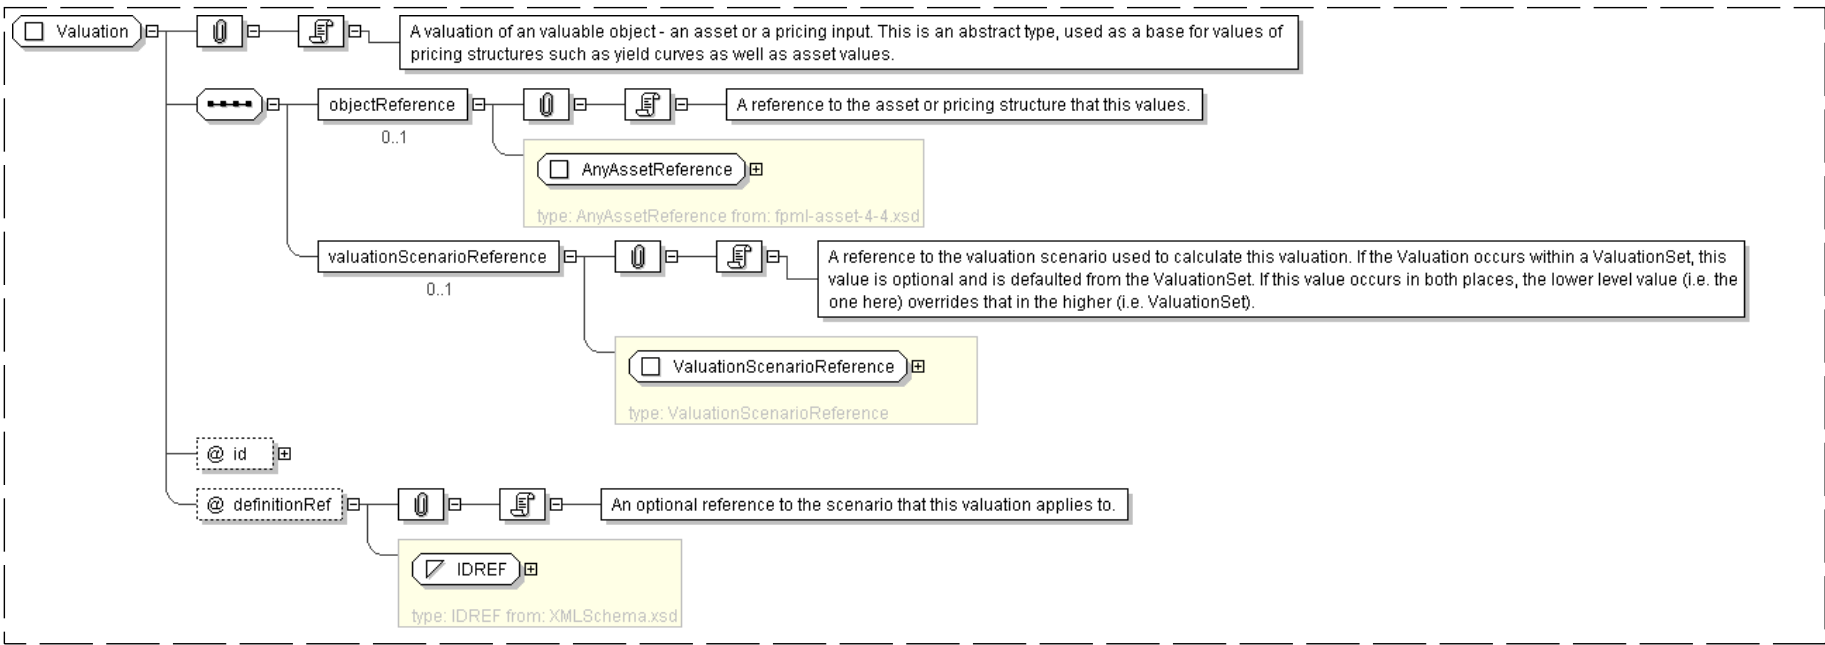 Valuation
A valuation of an valuable object - an asset or a pricing input. This is an abstract type, used as a base for values of
pricing structures such as yield curves as well as asset values.
objectReference
A reference to the asset or pricing structure that this values.
0..1
AnyAssetReference
type: AnyAssetReference from: fpml-asset-4-4.xsd
valuationScenarioReference
0..1
A reference to the valuation scenario used to calculate this valuation. If the Valuation occurs within a ValuationSet, this
value is optional and is defaulted from the ValuationSet. If this value occurs in both places, the lower level value (i.e. the
one here) overrides that in the higher (i.e. ValuationSet).
ValuationScenarioReference
type: ValuationScenarioReference
@ id
@ definitionRef
An optional reference to the scenario that this valuation applies to.
IDREF
type: IDREF from: XMLSchema.xsd